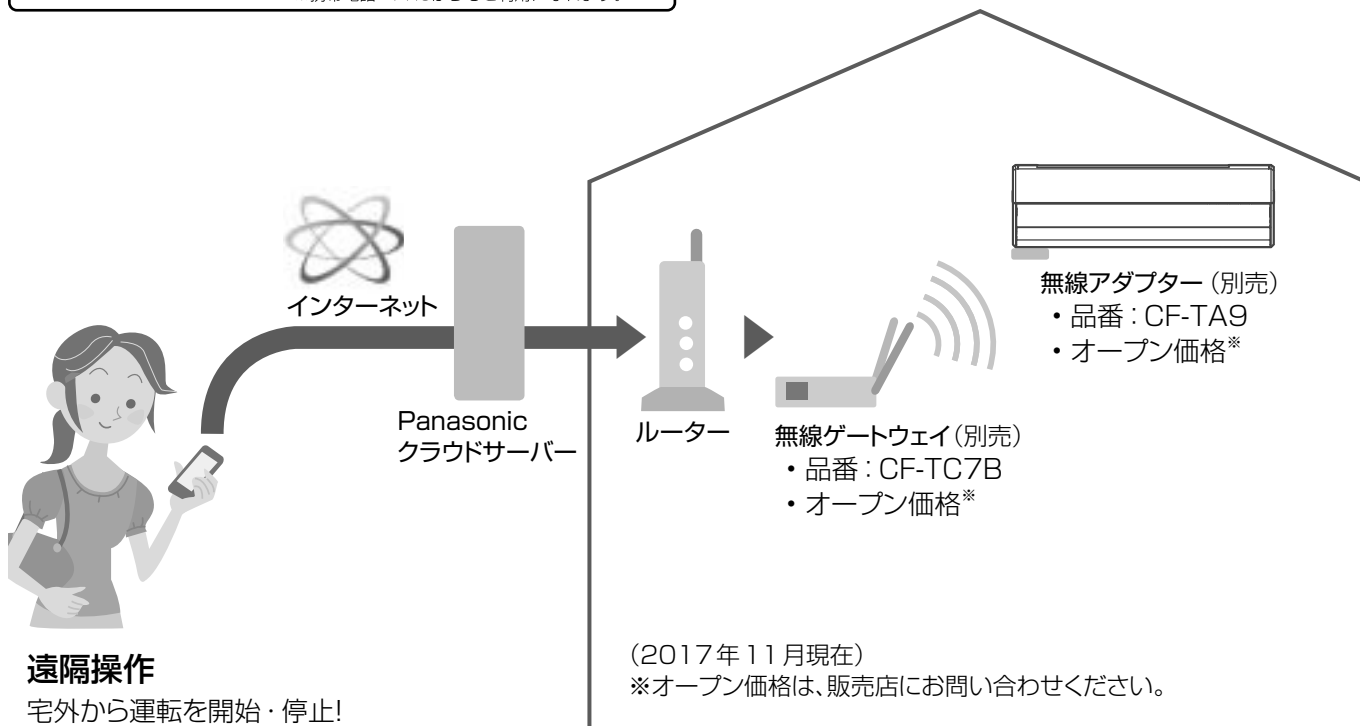 インターネット
Panasonic
クラウドサーバー
ルーター
無線ゲートウェイ(別売)
・品番:CF-TC7B
・オープン価格※
無線アダプター(別売)
・品番:CF-TA9
・オープン価格※
遠隔操作
宅外から運転を開始・停止!
(2017年11月現在)
※オープン価格は、販売店にお問い合わせください。